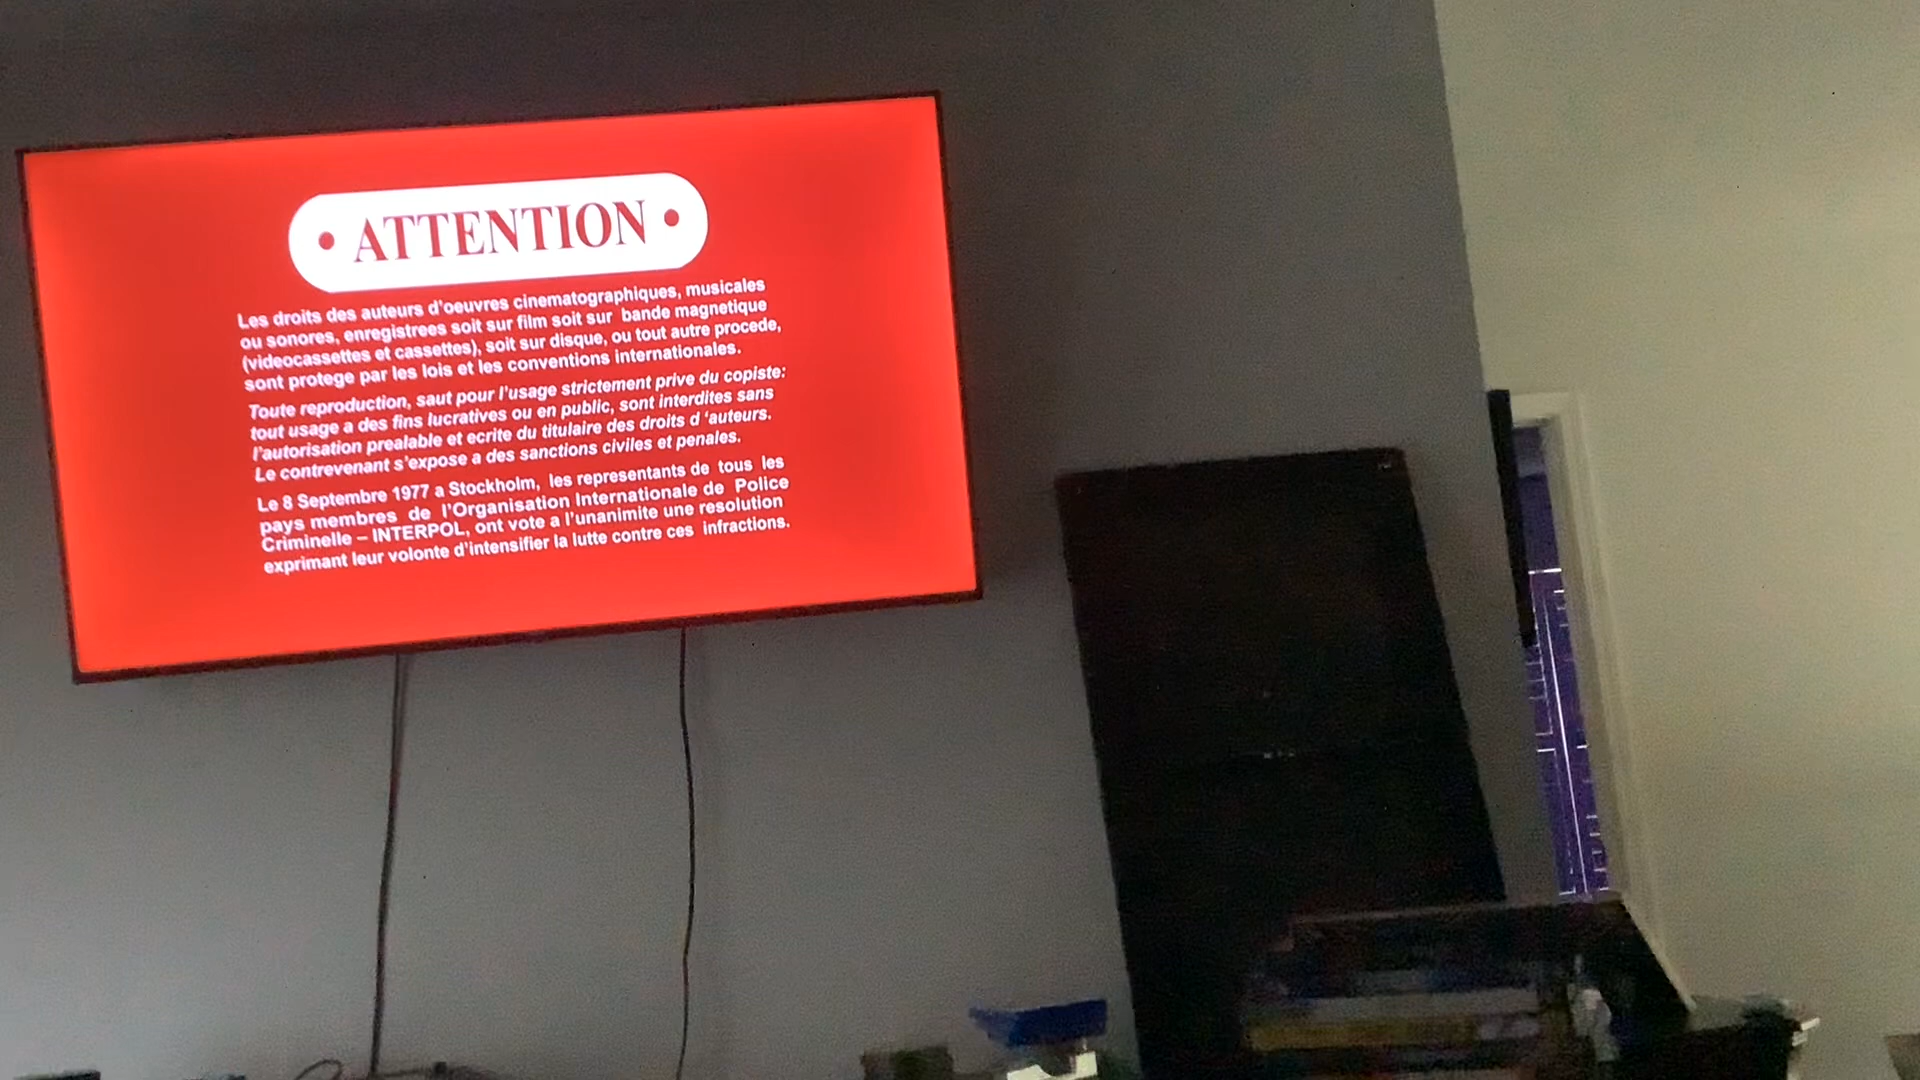 • ATTENTION •
Les droits des auteurs d'oeuvres cinematographiques, musicales
ou sonores, enregistrees soit sur film soit sur bande magnetique
(videocassettes et cassettes), soit sur disque, ou tout autre procede,
sont protege par les lois et les conventions internationales.
Toute reproduction, saut pour l'usage strictement prive du copiste:
tout usage a des fins lucratives ou en public, sont interdites sans
l'autorisation prealable et ecrite du titulaire des droits d 'auteurs.
Le contrevenant s'expose a des sanctions civiles et penales.
Le 8 Septembre 1977 a Stockholm, les representants de tous les
pays membres de l'Organisation Internationale de Police
Criminelle – INTERPOL, ont vote a l'unanimite une resolution
exprimant leur volonte d'intensifier la lutte contre ces infractions.